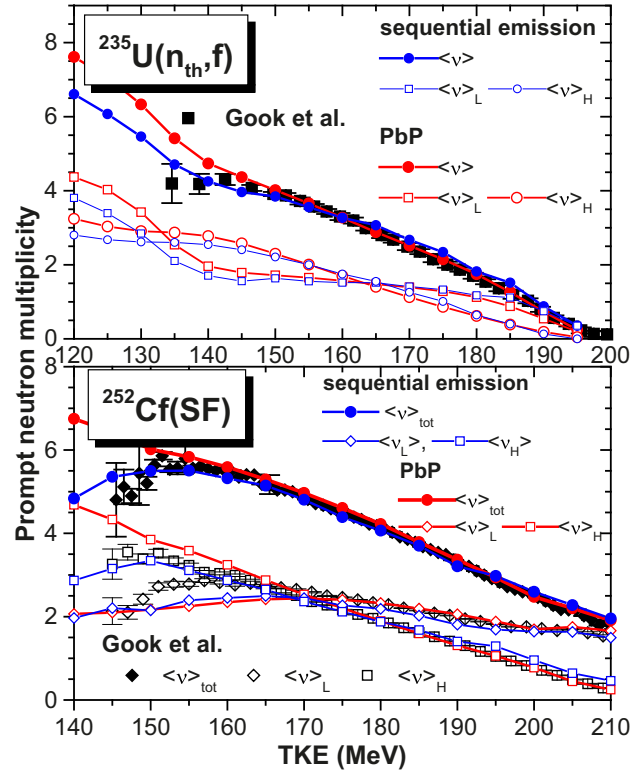 8
6
4
2
0
²³⁵U(n_th,f)
sequential emission
<ν>
<ν>_L <ν>_H
Gook et al.
PbP
<ν>
<ν>_L <ν>_H
120 130 140 150 160 170 180 190 200
Prompt neutron multiplicity
8
6
4
2
0
²⁵²Cf(SF)
sequential emission
<ν>_tot
<ν_L> , <ν_H>
PbP
<ν>_tot
<ν>_L <ν>_H
Gook et al.
<ν>_tot <ν>_L <ν>_H
140 150 160 170 180 190 200 210
TKE (MeV)